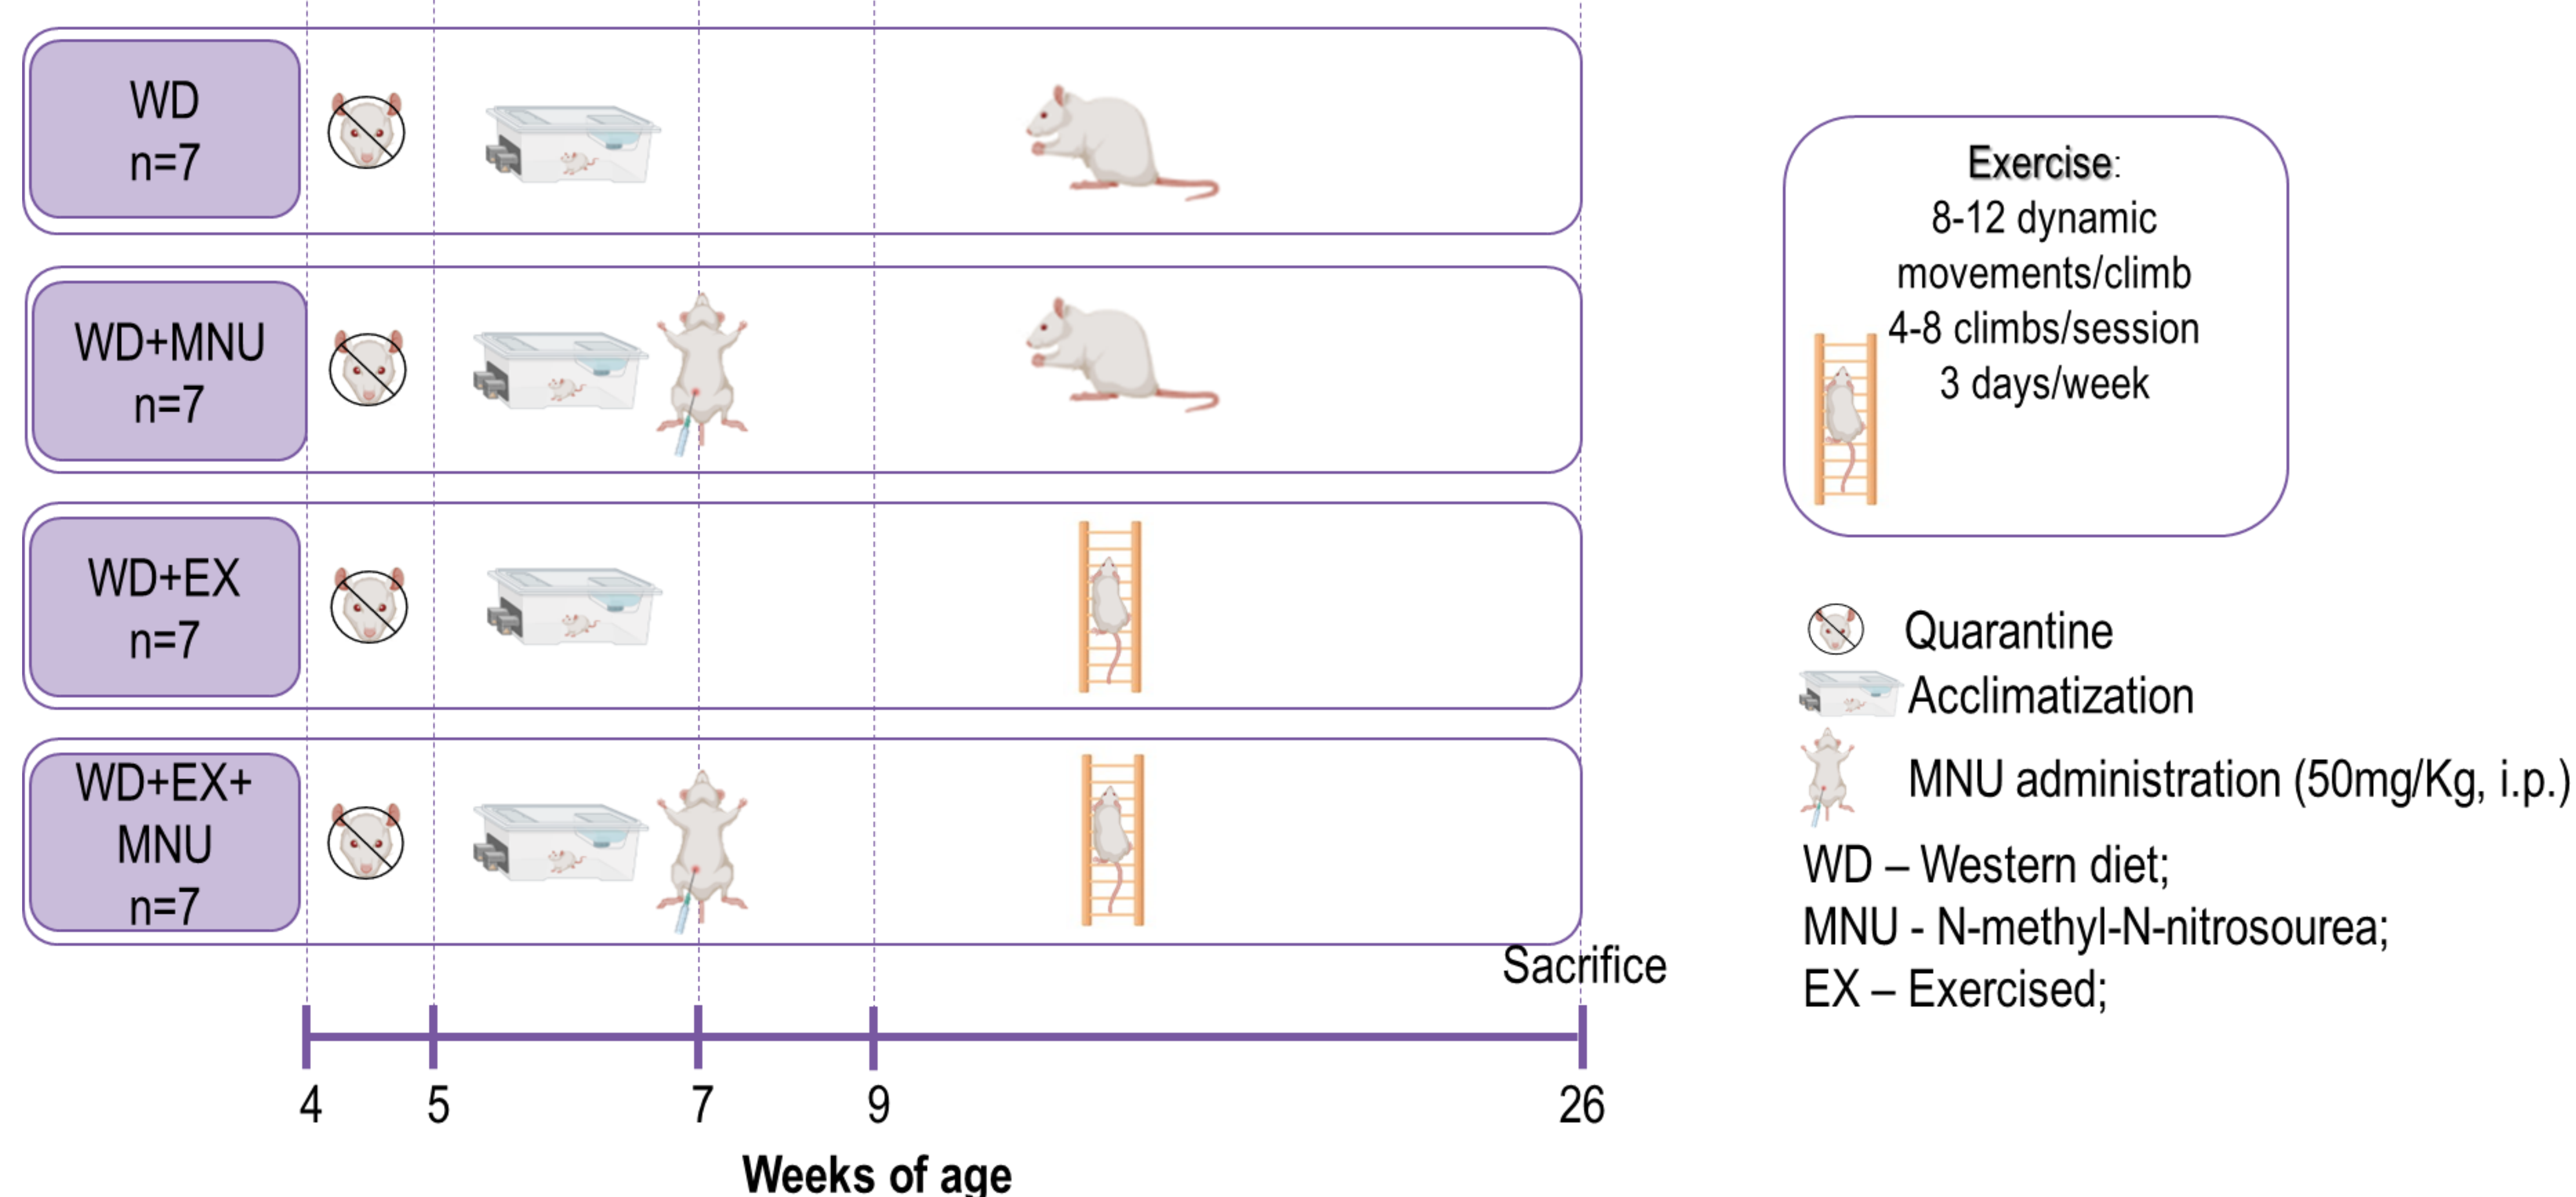 WD
n=7
WD+MNU
n=7
WD+EX
n=7
WD+EX+
MNU
n=7
Sacrifice
4
5
7
9
26
Weeks of age
Exercise:
8-12 dynamic
movements/climb
4-8 climbs/session
3 days/week
Quarantine
Acclimatization
MNU administration (50mg/Kg, i.p.)
WD – Western diet;
MNU - N-methyl-N-nitrosourea;
EX – Exercised;